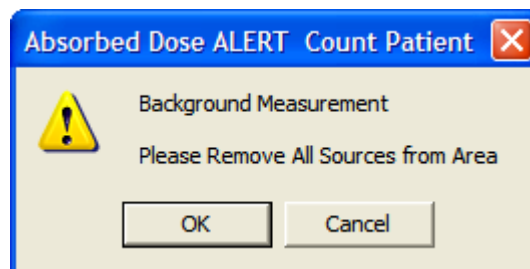 Absorbed Dose ALERT  Count Patient
Background Measurement
Please Remove All Sources from Area
OK
Cancel